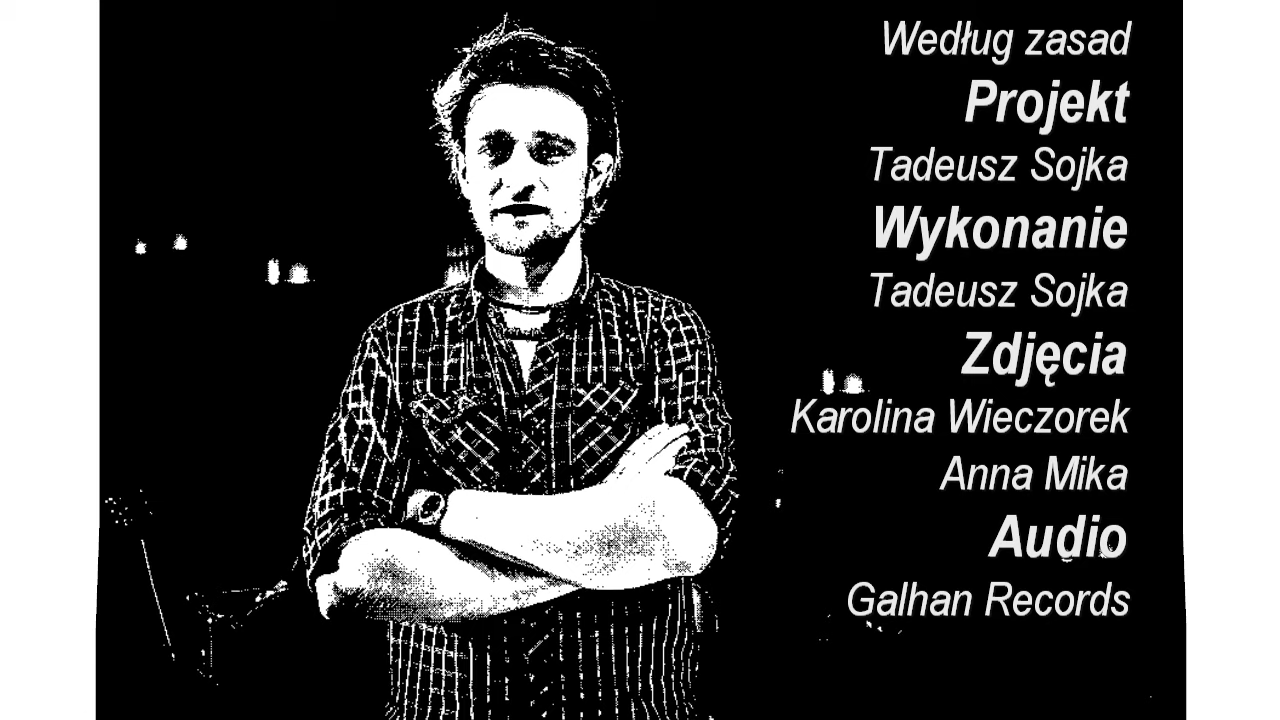 Według zasad
Projekt
Tadeusz Sojka
Wykonanie
Tadeusz Sojka
Zdjęcia
Karolina Wieczorek
Anna Mika
Audio
Galhan Records